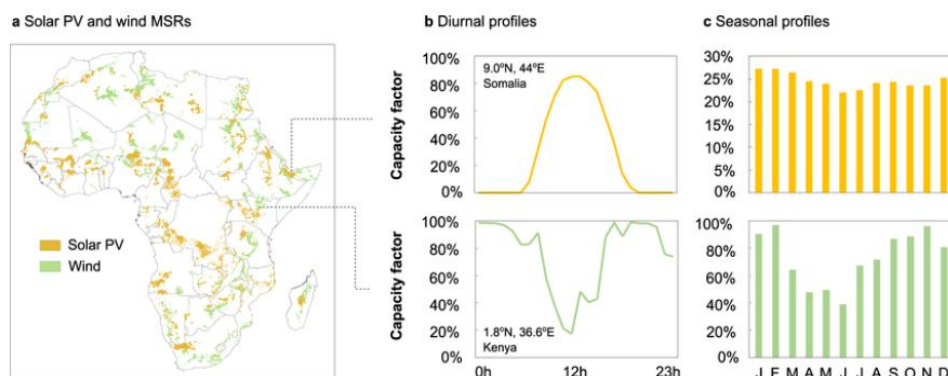 a Solar PV and wind MSRs
Solar PV
Wind
b Diurnal profiles
Capacity factor
100%
80%
60%
40%
20%
0%
9.0ºN, 44ºE
Somalia
Capacity factor
100%
80%
60%
40%
20%
0%
1.8ºN, 36.6ºE
Kenya
0h 12h 23h
c Seasonal profiles
30%
25%
20%
15%
10%
5%
0%
100%
80%
60%
40%
20%
0%
J F M A M J J A S O N D